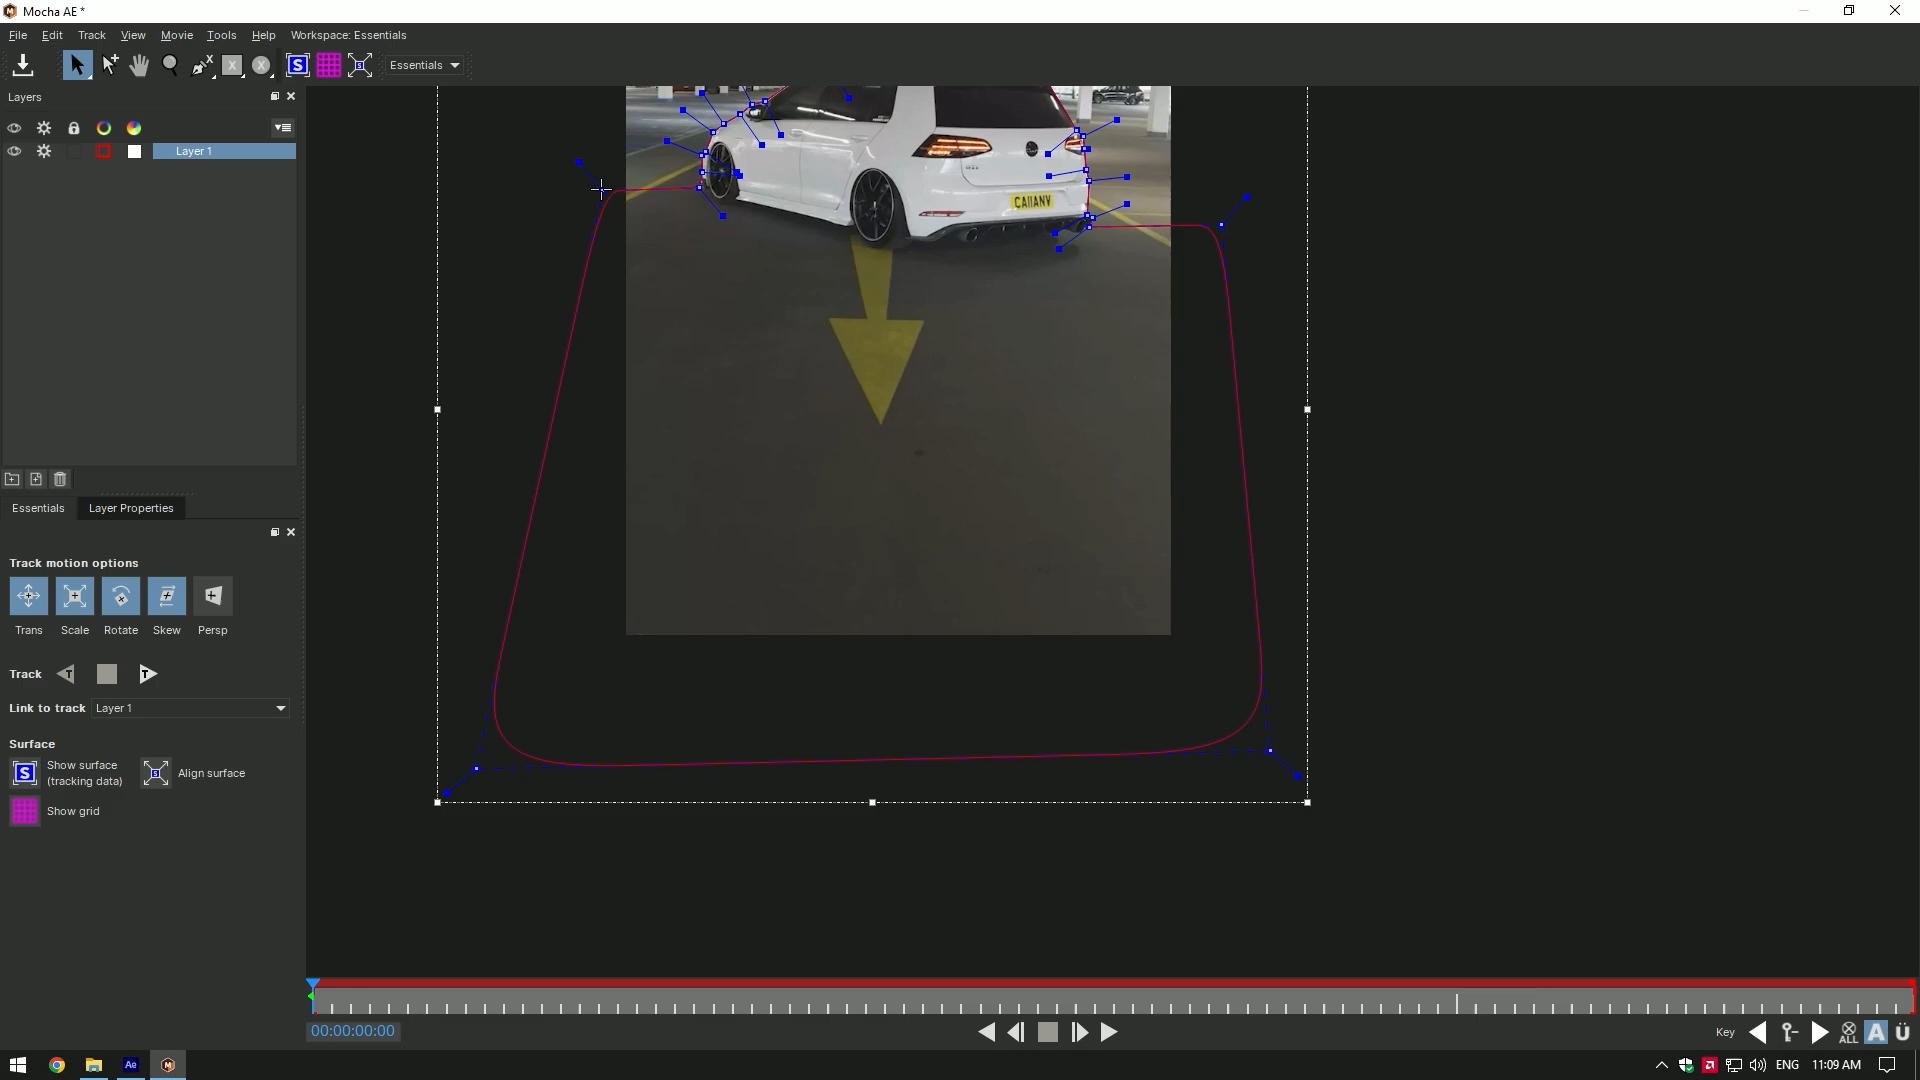 Mocha AE *
File Edit Track View Movie Tools Help Workspace: Essentials
Essentials
Layers
Layer 1
Essentials Layer Properties
Track motion options
Trans Scale Rotate Skew Persp
Track
Link to track Layer 1
Surface
Show surface
(tracking data)
Align surface
Show grid
CA11ANV
00:00:00:00
Key
ALL
A
Ü
Ae
ENG 11:09 AM